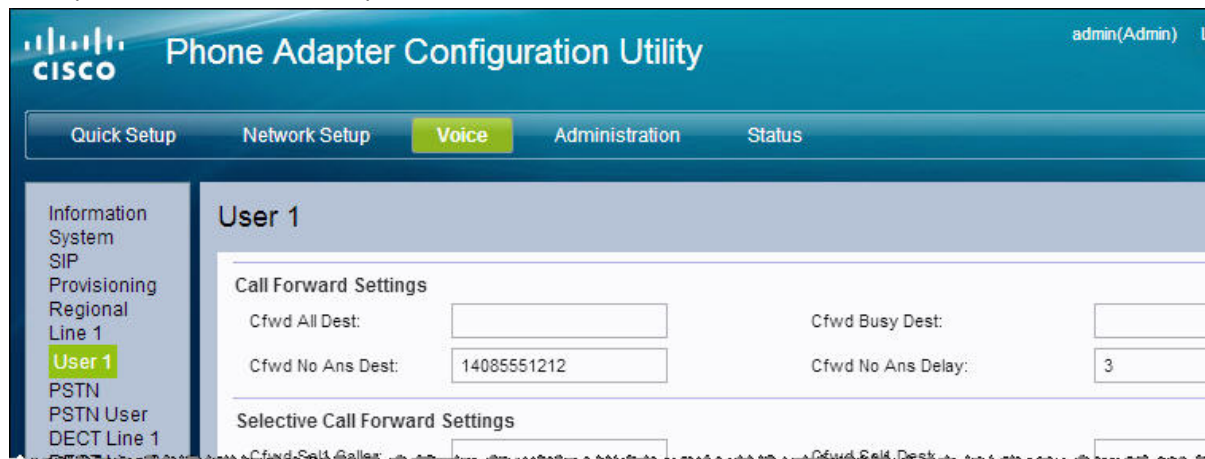 CISCO
Phone Adapter Configuration Utility
admin(Admin)
Quick Setup
Network Setup
Voice
Administration
Status
Information
System
SIP
Provisioning
Regional
Line 1
User 1
PSTN
PSTN User
DECT Line 1
User 1
Call Forward Settings
Cfwd All Dest:
Cfwd Busy Dest:
Cfwd No Ans Dest: 14085551212
Cfwd No Ans Delay: 3
Selective Call Forward Settings